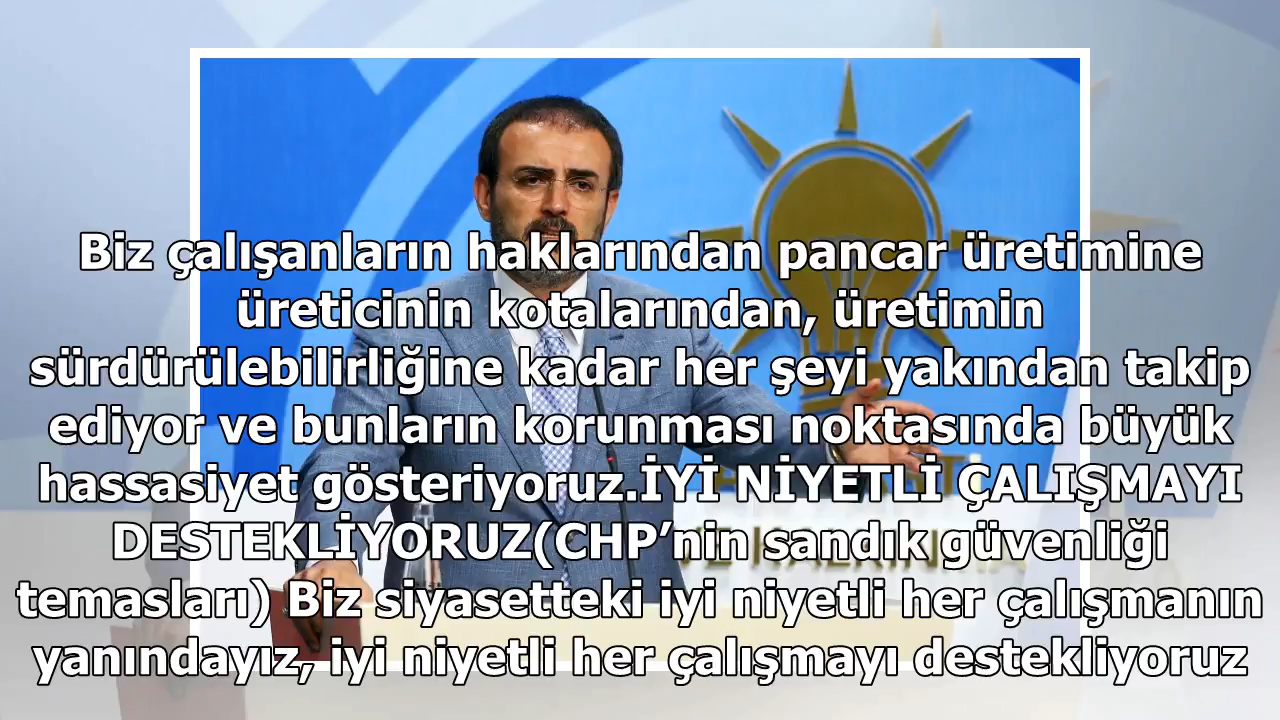 Biz çalışanların haklarından pancar üretimine
üreticinin kotalarından, üretimin
sürdürülebilirliğine kadar her şeyi yakından takip
ediyor ve bunların korunması noktasında büyük
hassasiyet gösteriyoruz.İYİ NİYETLİ ÇALIŞMAYI
DESTEKLİYORUZ(CHP’nin sandık güvenliği
temasları) Biz siyasetteki iyi niyetli her çalışmanın
yanındayız, iyi niyetli her çalışmayı destekliyoruz